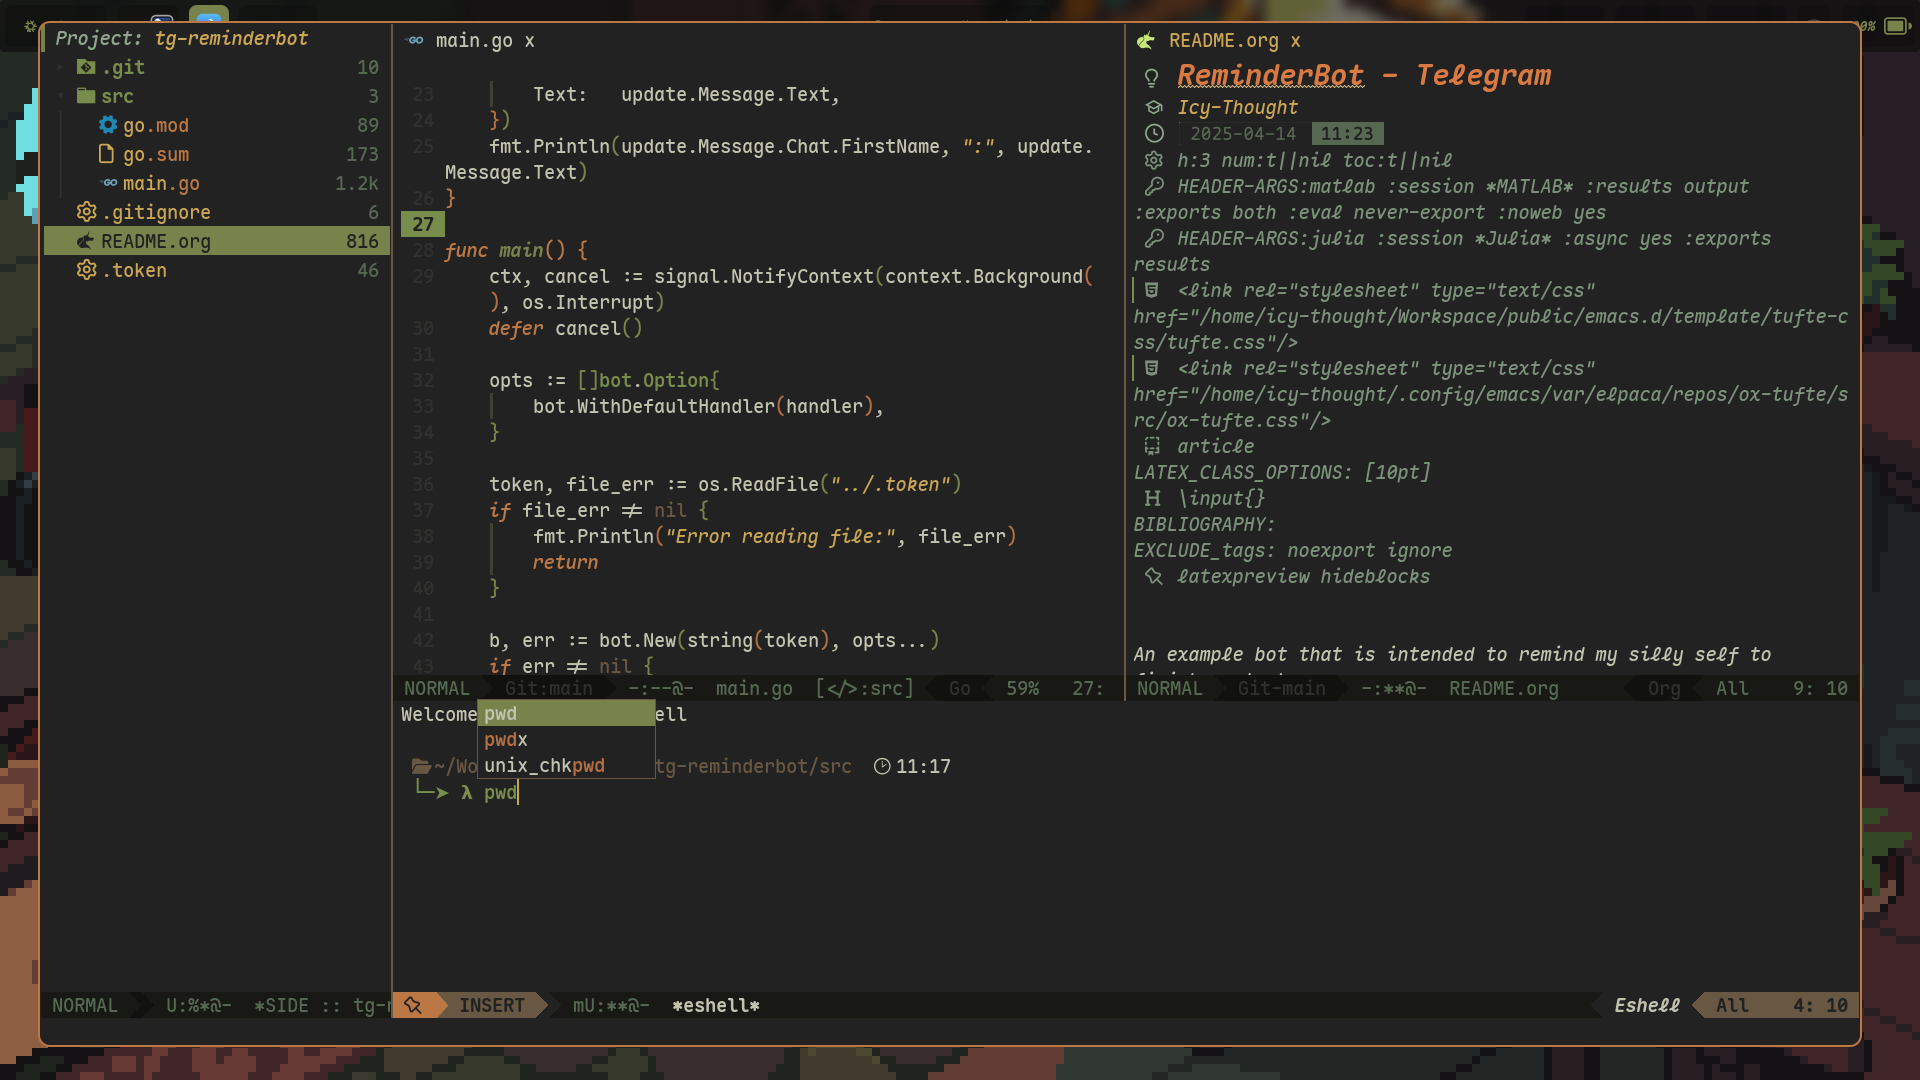 Project: tg-reminderbot
.git 10
src 3
go.mod 89
go.sum 173
main.go 1.2k
.gitignore 6
README.org 816
.token 46
NORMAL U:%*@- *SIDE :: tg-r
main.go x
23 Text: update.Message.Text,
24 })
25 fmt.Println(update.Message.Chat.FirstName, ":", update.
Message.Text)
26 }
27
28 func main() {
29 ctx, cancel := signal.NotifyContext(context.Background(
), os.Interrupt)
30 defer cancel()
31
32 opts := []bot.Option{
33 bot.WithDefaultHandler(handler),
34 }
35
36 token, file_err := os.ReadFile("../.token")
37 if file_err != nil {
38 fmt.Println("Error reading file:", file_err)
39 return
40 }
41
42 b, err := bot.New(string(token), opts...)
43 if err != nil {
NORMAL Git:main -:--@- main.go [</>:src] Go 59% 27:
README.org x
ReminderBot - Telegram
Icy-Thought
2025-04-14 11:23
h:3 num:t||nil toc:t||nil
HEADER-ARGS:matlab :session *MATLAB* :results output
:exports both :eval never-export :noweb yes
HEADER-ARGS:julia :session *Julia* :async yes :exports
results
<link rel="stylesheet" type="text/css"
href="/home/icy-thought/Workspace/public/emacs.d/template/tufte-c
ss/tufte.css"/>
<link rel="stylesheet" type="text/css"
href="/home/icy-thought/.config/emacs/var/elpaca/repos/ox-tufte/s
rc/ox-tufte.css"/>
article
LATEX_CLASS_OPTIONS: [10pt]
\input{}
BIBLIOGRAPHY:
EXCLUDE_tags: noexport ignore
latexpreview hideblocks
An example bot that is intended to remind my silly self to
NORMAL Git-main -:**@- README.org Org All 9: 10
Welcome ell
pwd
pwdx
unix_chkpwd
~/Wo tg-reminderbot/src 11:17
λ pwd
INSERT mU:**@- *eshell* Eshell All 4: 10